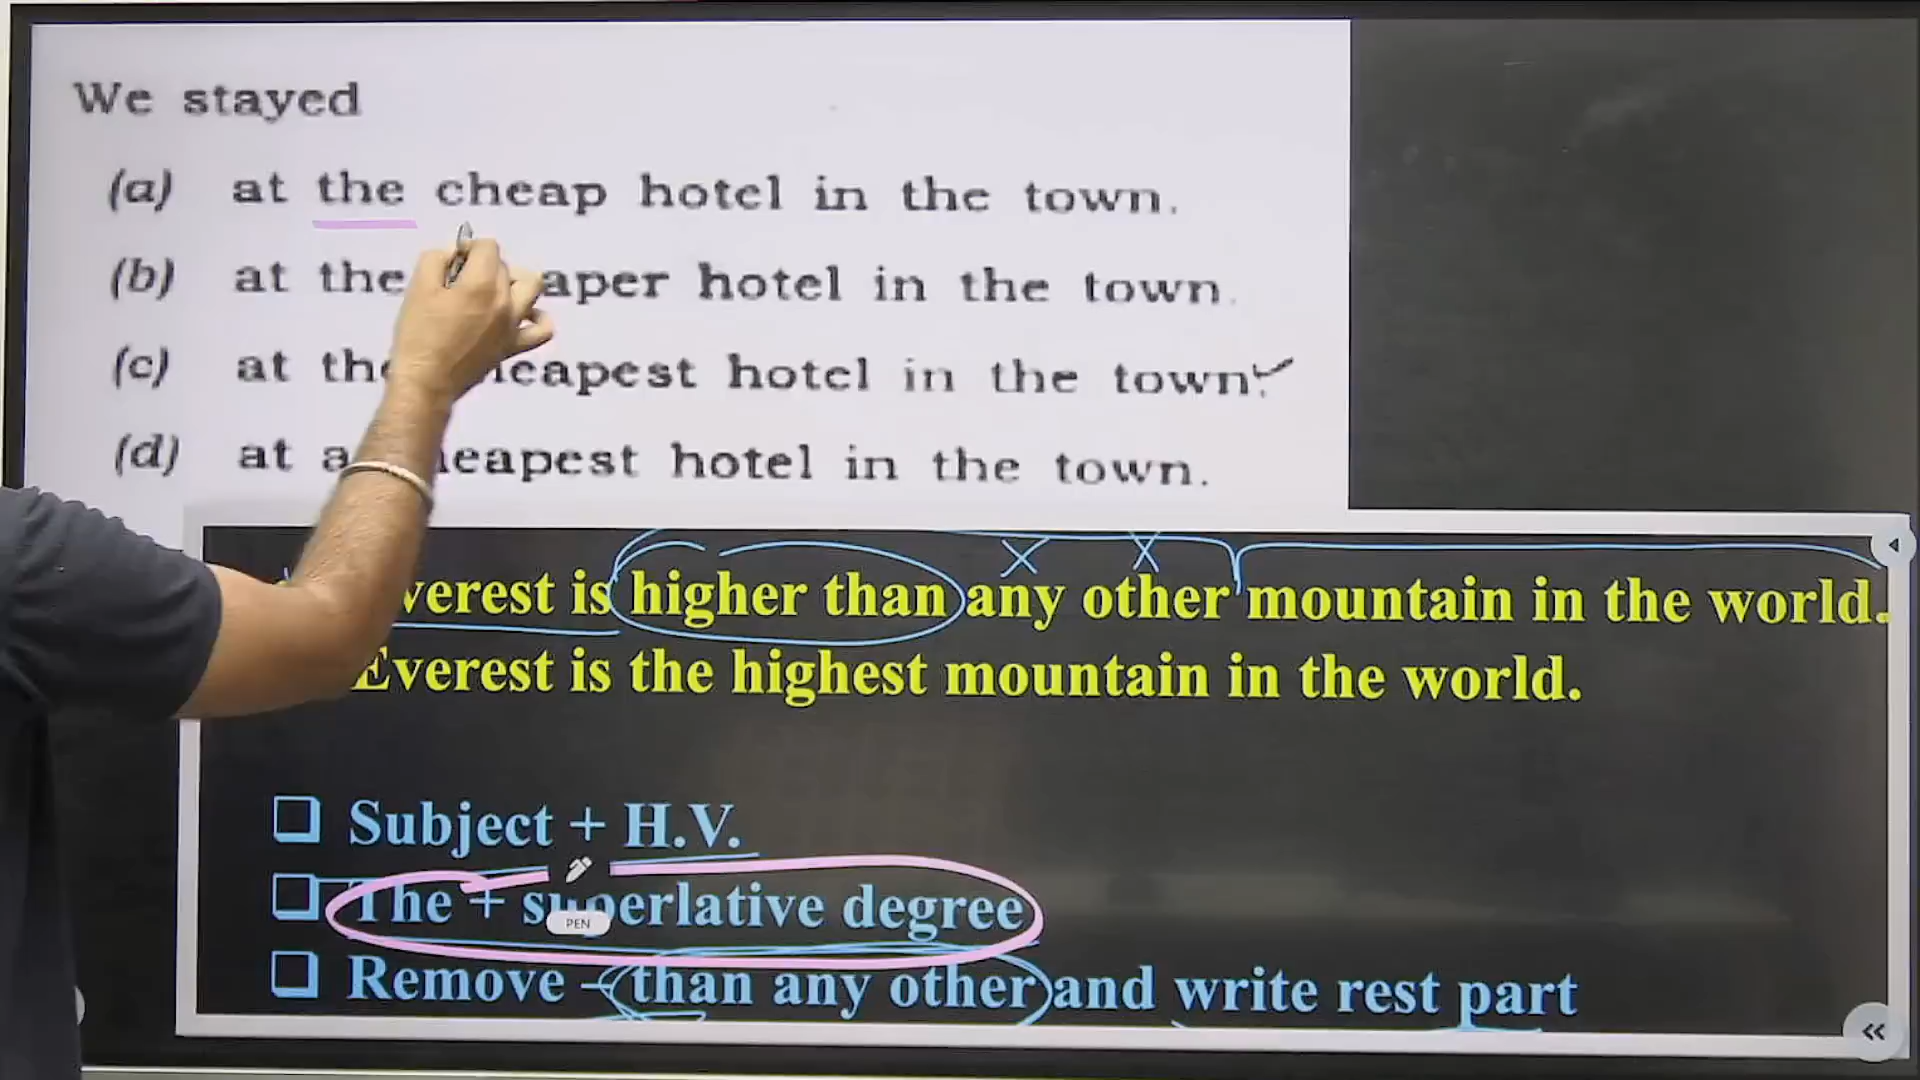 We stayed
(a) at the cheap hotel in the town.
(b) at the aper hotel in the town.
(c) at the eapest hotel in the town.
(d) at a heapest hotel in the town.
verest is higher than any other mountain in the world.
Everest is the highest mountain in the world.
Subject + H.V.
The + superlative degree
PEN
Remove - than any other and write rest part